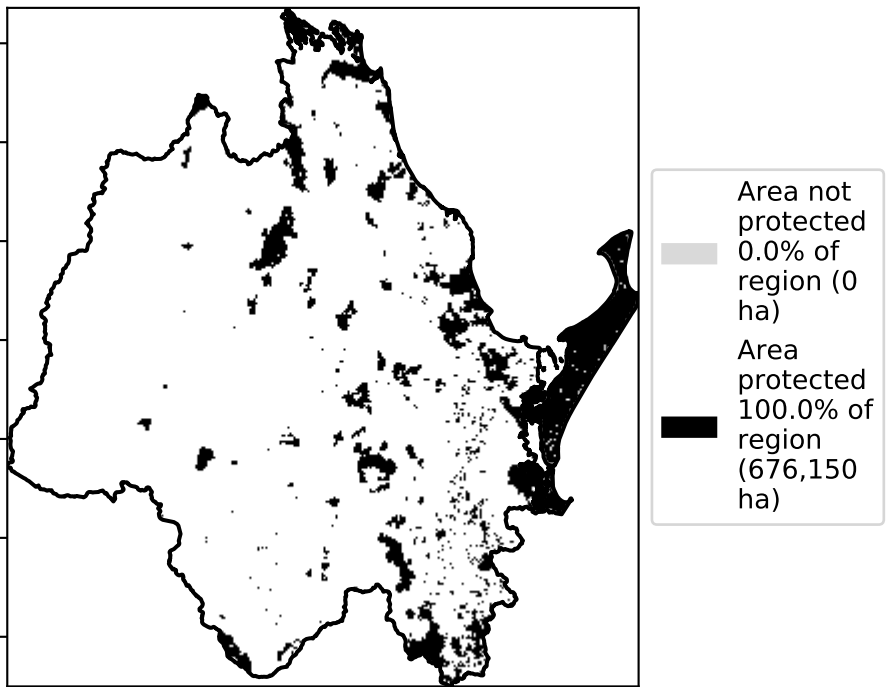 Area not
protected
0.0% of
region (0
ha)
Area
protected
100.0% of
region
(676,150
ha)